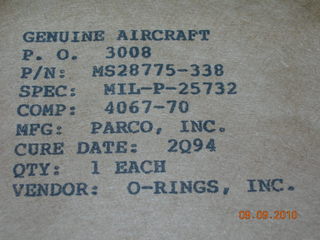 GENUINE AIRCRAFT
P. O. 3008
P/N: MS28775-338
SPEC: MIL-P-25732
COMP: 4067-70
MFG: PARCO, INC.
CURE DATE: 2Q94
QTY: 1 EACH
VENDOR: O-RINGS, INC.
09.09.2010